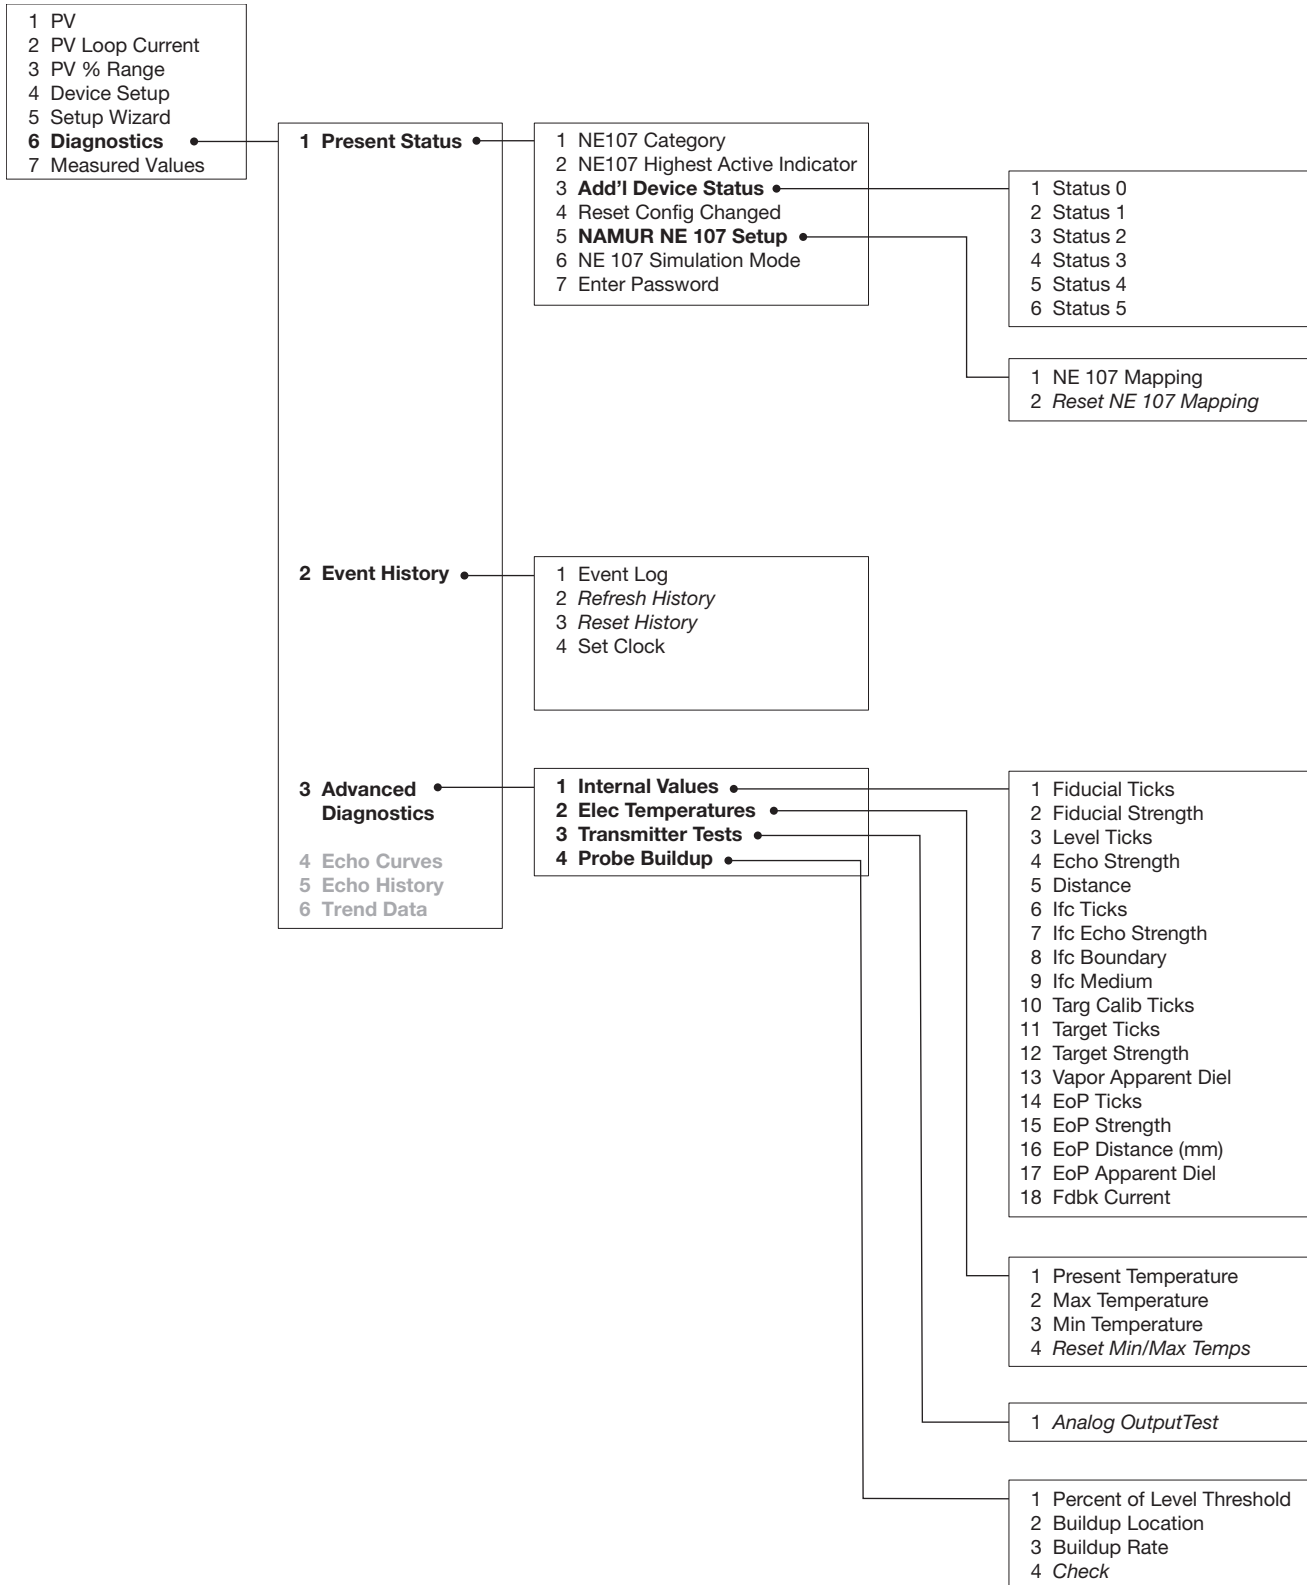 1 PV
2 PV Loop Current
3 PV % Range
4 Device Setup
5 Setup Wizard
6 Diagnostics
7 Measured Values
1 Present Status
2 Event History
3 Advanced
Diagnostics
4 Echo Curves
5 Echo History
6 Trend Data
1 NE107 Category
2 NE107 Highest Active Indicator
3 Add'l Device Status
4 Reset Config Changed
5 NAMUR NE 107 Setup
6 NE 107 Simulation Mode
7 Enter Password
1 Status 0
2 Status 1
3 Status 2
4 Status 3
5 Status 4
6 Status 5
1 NE 107 Mapping
2 Reset NE 107 Mapping
1 Event Log
2 Refresh History
3 Reset History
4 Set Clock
1 Internal Values
2 Elec Temperatures
3 Transmitter Tests
4 Probe Buildup
1 Fiducial Ticks
2 Fiducial Strength
3 Level Ticks
4 Echo Strength
5 Distance
6 Ifc Ticks
7 Ifc Echo Strength
8 Ifc Boundary
9 Ifc Medium
10 Targ Calib Ticks
11 Target Ticks
12 Target Strength
13 Vapor Apparent Diel
14 EoP Ticks
15 EoP Strength
16 EoP Distance (mm)
17 EoP Apparent Diel
18 Fdbk Current
1 Present Temperature
2 Max Temperature
3 Min Temperature
4 Reset Min/Max Temps
1 Analog OutputTest
1 Percent of Level Threshold
2 Buildup Location
3 Buildup Rate
4 Check